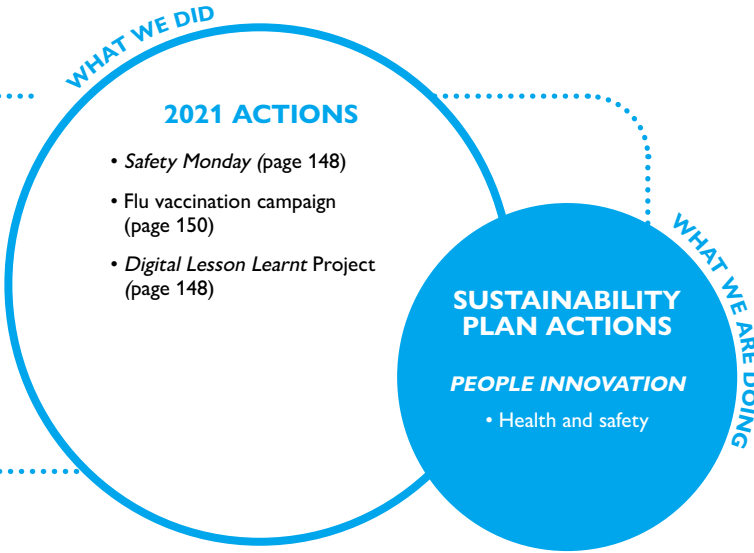 WHAT WE DID
2021 ACTIONS
• Safety Monday (page 148)
• Flu vaccination campaign
(page 150)
• Digital Lesson Learnt Project
(page 148)
WHAT WE ARE DOING
SUSTAINABILITY
PLAN ACTIONS
PEOPLE INNOVATION
• Health and safety